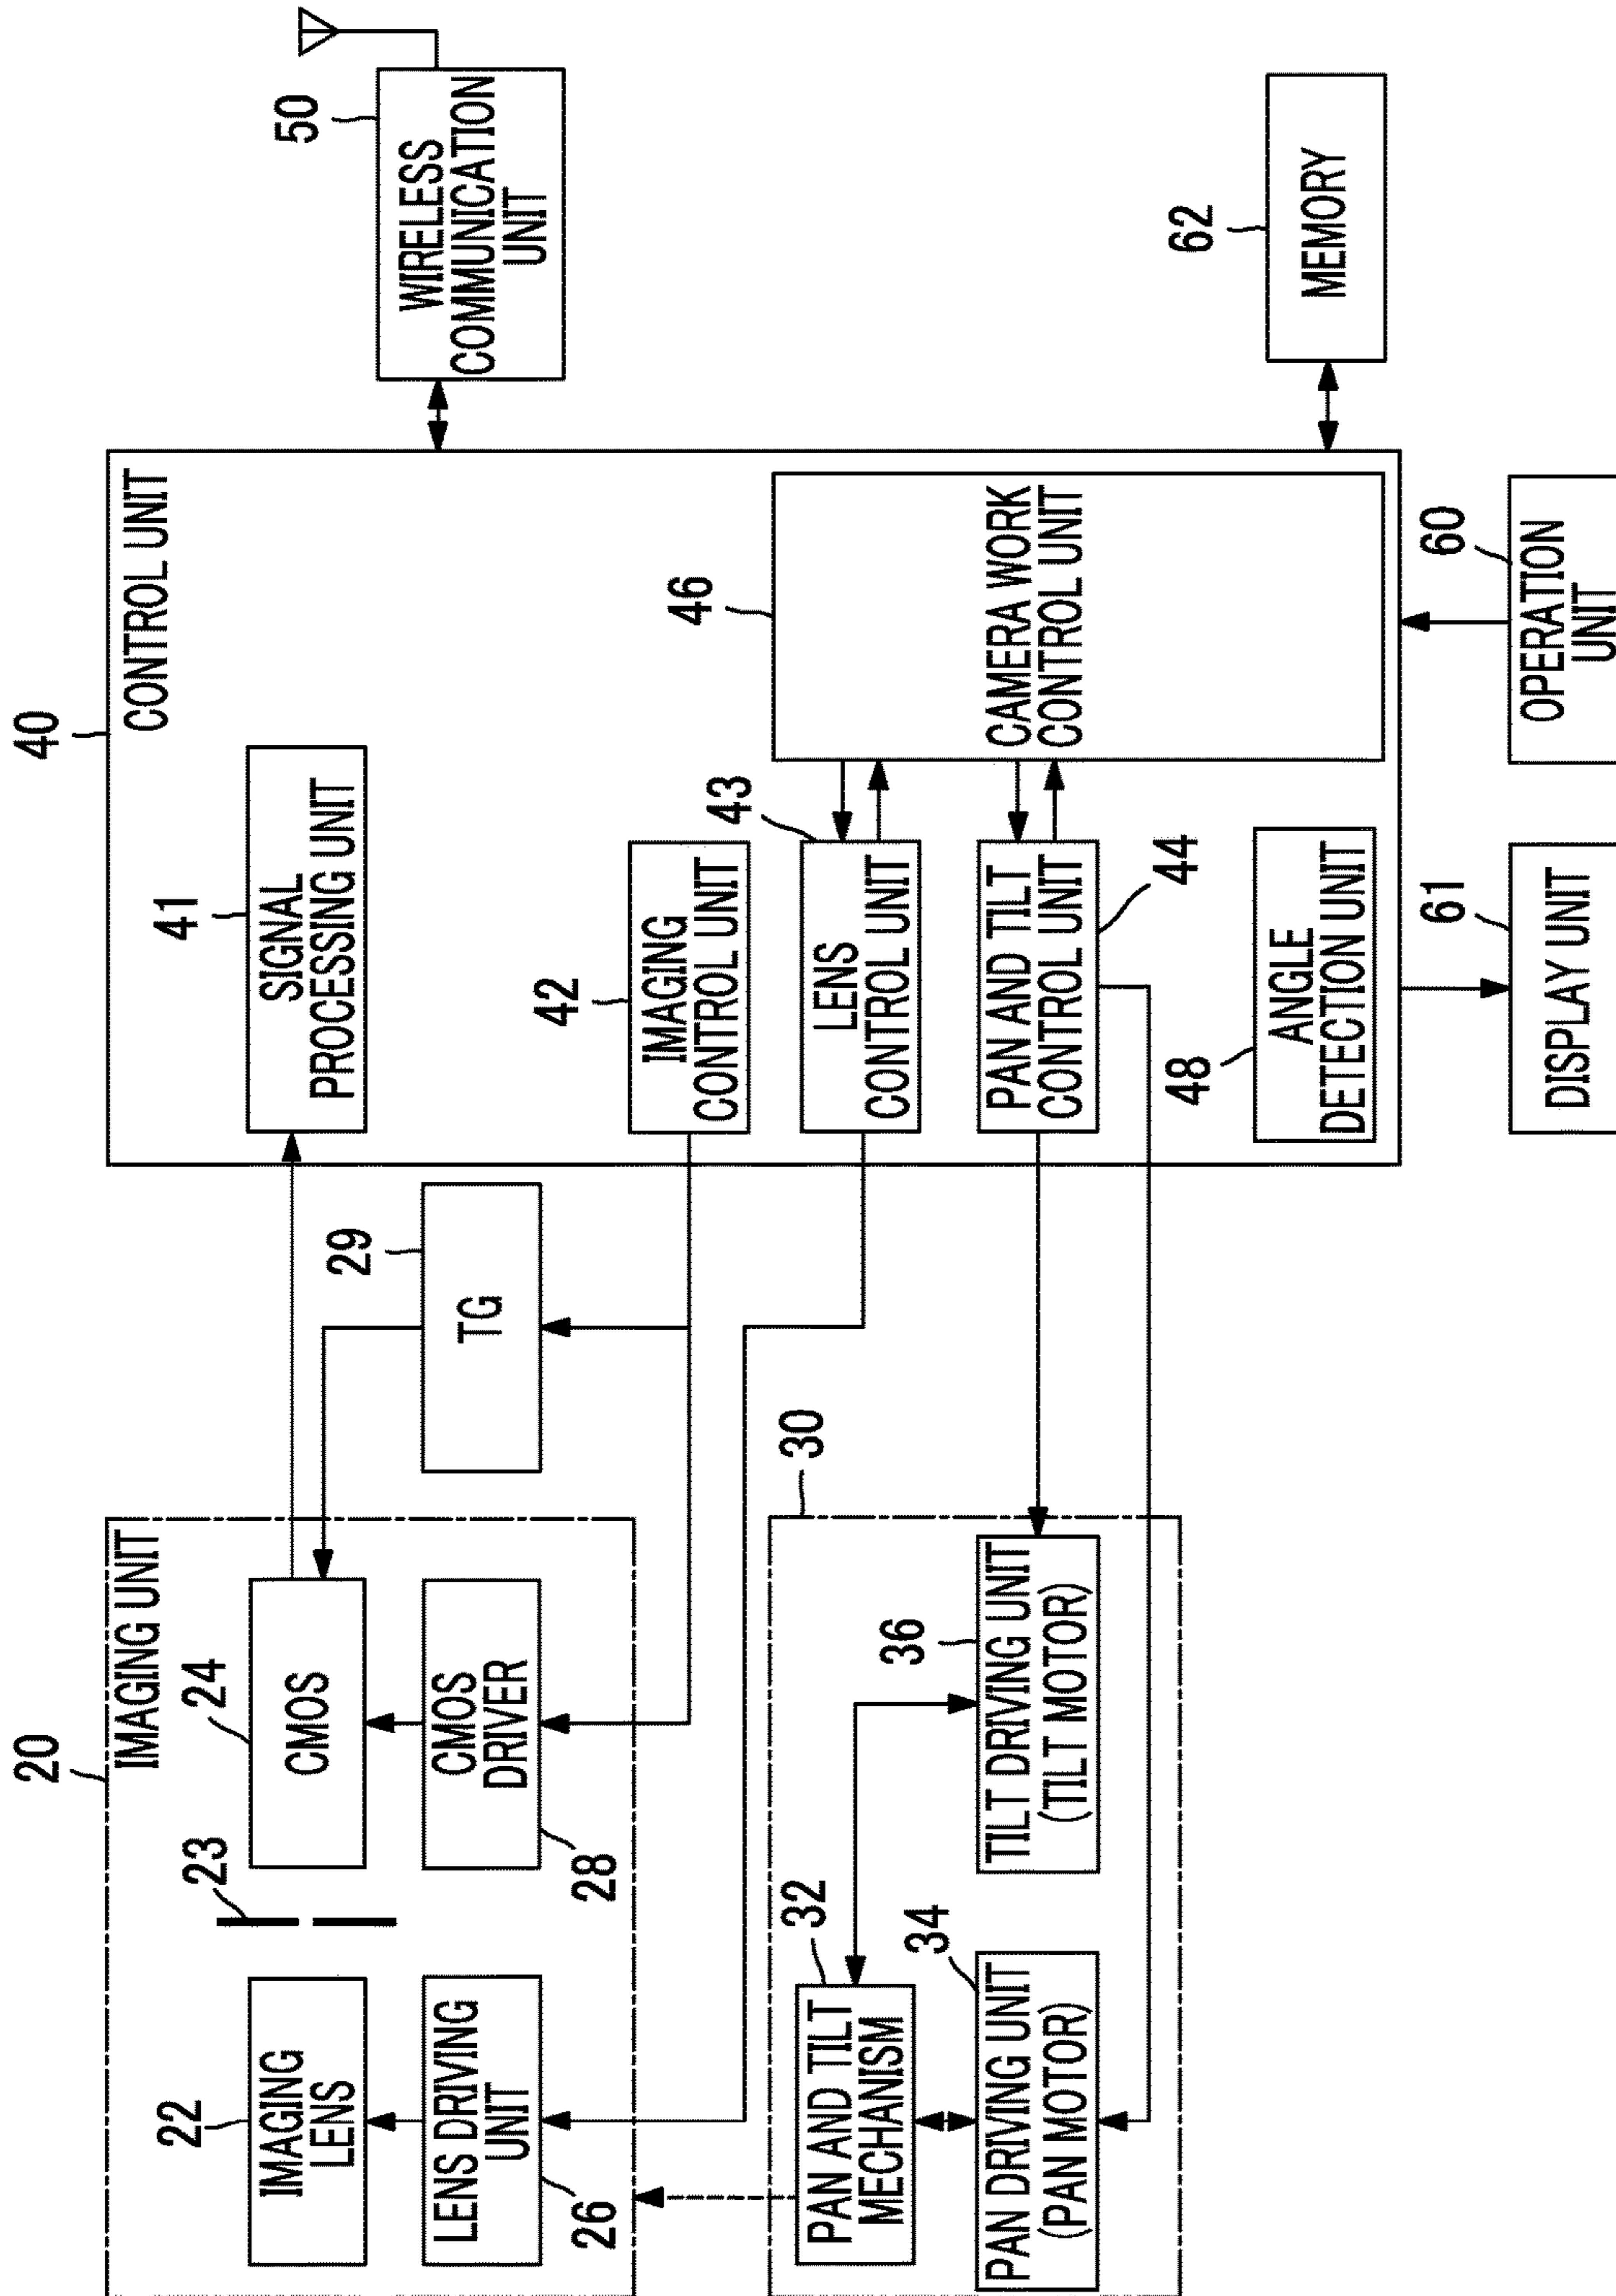 20
IMAGING UNIT
22
IMAGING
LENS
23
24
CMOS
LENS DRIVING
UNIT
26
CMOS
DRIVER
28
29
TG
30
32
PAN AND TILT
MECHANISM
34
PAN DRIVING UNIT
(PAN MOTOR)
36
TILT DRIVING UNIT
(TILT MOTOR)
40
CONTROL UNIT
41
SIGNAL
PROCESSING UNIT
42
IMAGING
CONTROL UNIT
43
LENS
CONTROL UNIT
PAN AND TILT
CONTROL UNIT
44
46
CAMERA WORK
CONTROL UNIT
48
ANGLE
DETECTION UNIT
50
WIRELESS
COMMUNICATION
UNIT
62
MEMORY
61
DISPLAY UNIT
60
OPERATION
UNIT